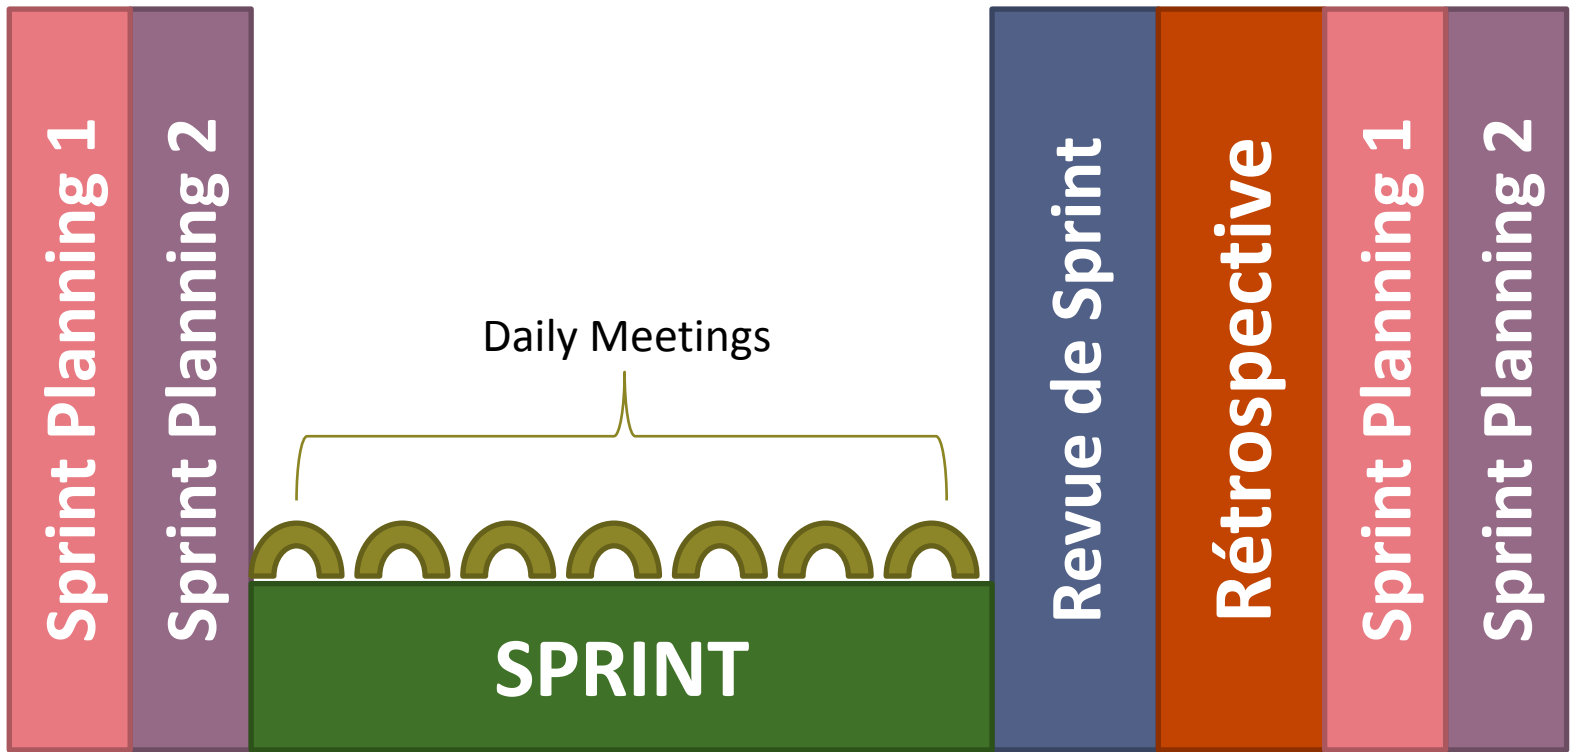 Sprint Planning 1
Sprint Planning 2
Daily Meetings
SPRINT
Revue de Sprint
Rétrospective
Sprint Planning 1
Sprint Planning 2